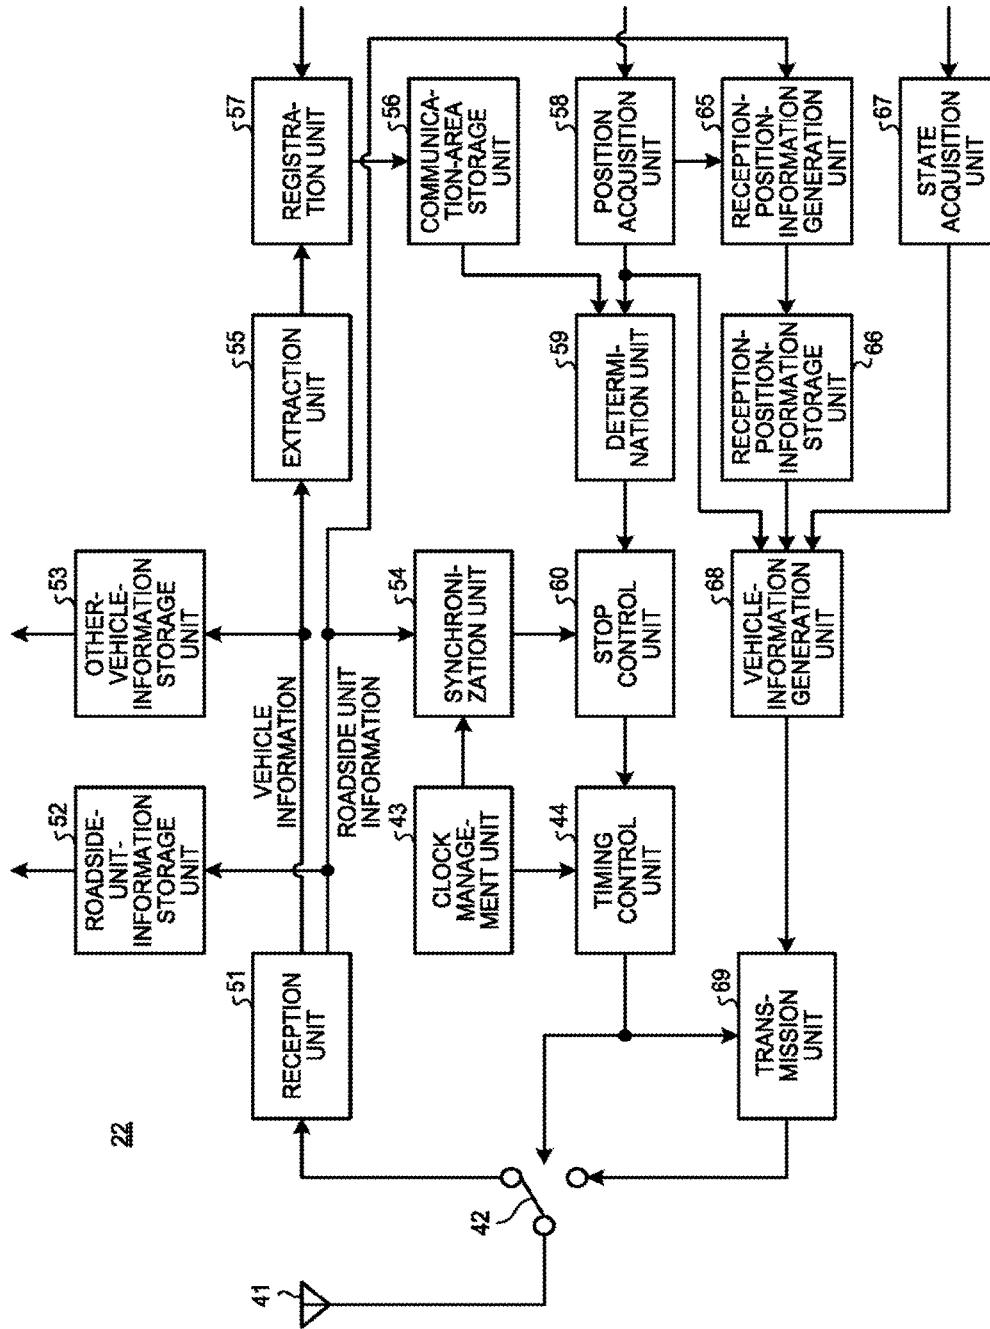 22
41
42
51
RECEPTION
UNIT
52
ROADSIDE-
UNIT-
INFORMATION
STORAGE
UNIT
53
OTHER-
VEHICLE-
INFORMATION
STORAGE
UNIT
VEHICLE
INFORMATION
ROADSIDE UNIT
INFORMATION
55
EXTRACTION
UNIT
57
REGISTRA-
TION UNIT
43
CLOCK
MANAGE-
MENT UNIT
54
SYNCHRONI-
ZATION UNIT
56
COMMUNICA-
TION-AREA
STORAGE
UNIT
44
TIMING
CONTROL
UNIT
60
STOP
CONTROL
UNIT
59
DETERMI-
NATION UNIT
58
POSITION
ACQUISITION
UNIT
69
TRANS-
MISSION
UNIT
68
VEHICLE-
INFORMATION
GENERATION
UNIT
RECEPTION-
POSITION-
INFORMATION
STORAGE
UNIT
66
65
RECEPTION-
POSITION-
INFORMATION
GENERATION
UNIT
67
STATE
ACQUISITION
UNIT